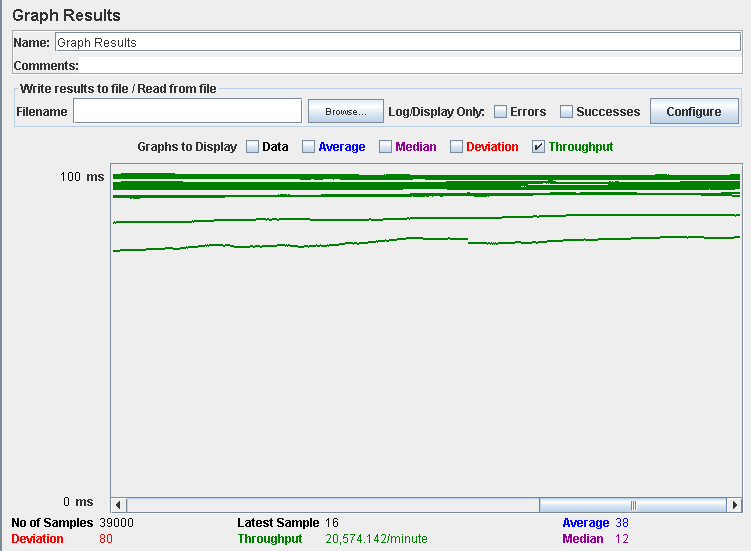 Graph Results
Name: Graph Results
Comments:
Write results to file / Read from file
Filename Browse... Log/Display Only: Errors Successes Configure
Graphs to Display Data Average Median Deviation Throughput
100 ms
0 ms
No of Samples 39000 Latest Sample 16 Average 38
Deviation 80 Throughput 20,574.142/minute Median 12